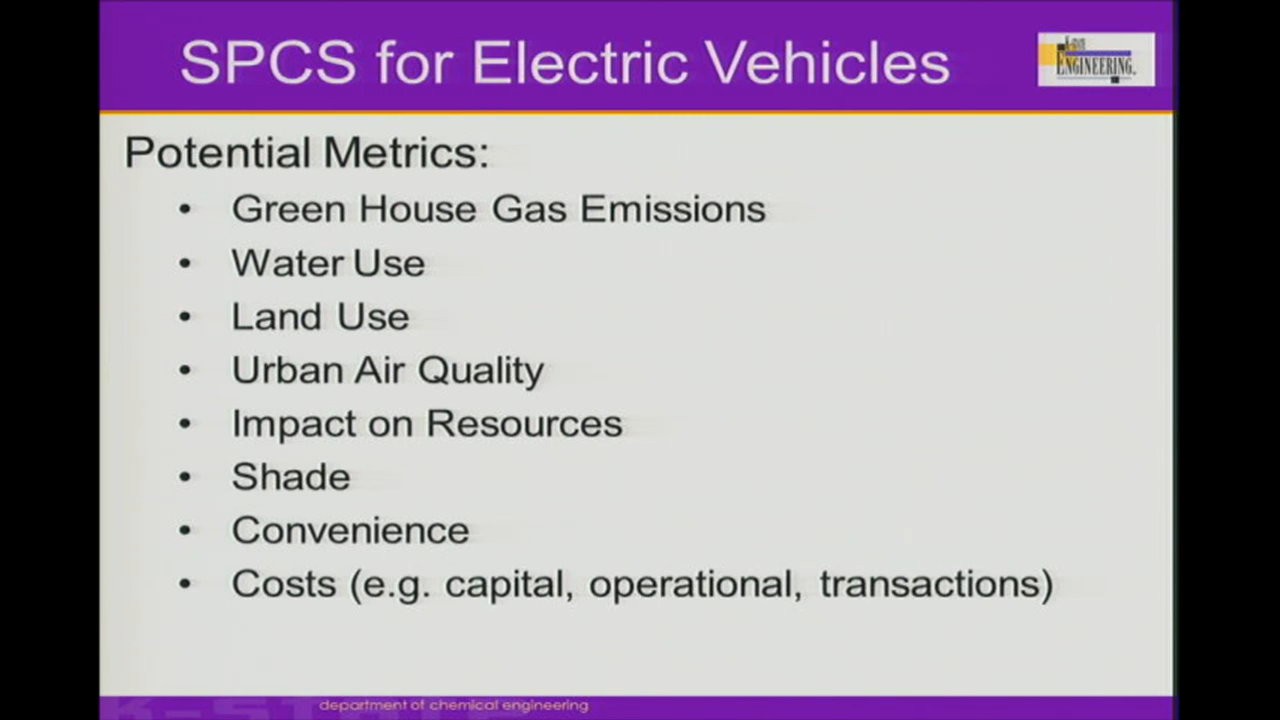 SPCS for Electric Vehicles
ENGINEERING
Potential Metrics:
• Green House Gas Emissions
• Water Use
• Land Use
• Urban Air Quality
• Impact on Resources
• Shade
• Convenience
• Costs (e.g. capital, operational, transactions)
department of chemical engineering